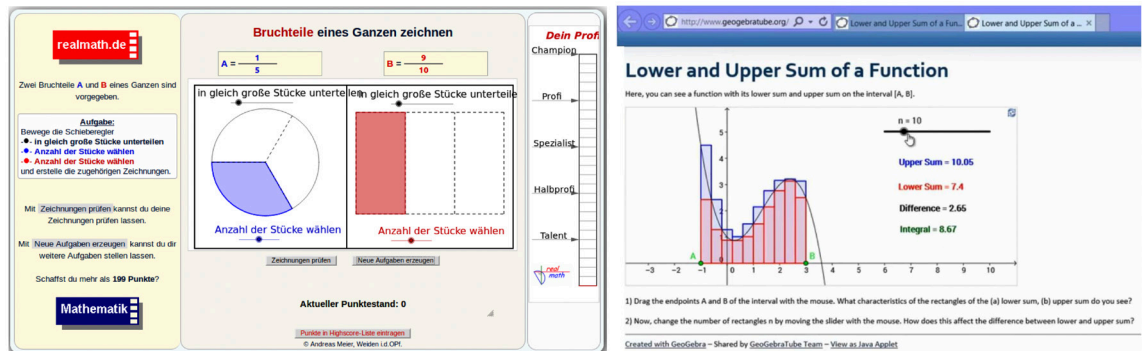 realmath.de
Zwei Bruchteile A und B eines Ganzen sind
vorgegeben.
Aufgabe:
Bewege die Schieberegler
-●- in gleich große Stücke unterteilen
-●- Anzahl der Stücke wählen
-●- Anzahl der Stücke wählen
und erstelle die zugehörigen Zeichnungen.
Mit Zeichnungen prüfen kannst du deine
Zeichnungen prüfen lassen.
Mit Neue Aufgaben erzeugen kannst du dir
weitere Aufgaben stellen lassen.
Schaffst du mehr als 199 Punkte?
Mathematik
Bruchteile eines Ganzen zeichnen
A = 1/5
B = 9/10
in gleich große Stücke unterteilen
in gleich große Stücke unterteilen
Anzahl der Stücke wählen
Anzahl der Stücke wählen
Zeichnungen prüfen
Neue Aufgaben erzeugen
Aktueller Punktestand: 0
Punkte in Highscore-Liste eintragen
© Andreas Meier, Weiden i.d.OPf.
Dein Profi
Champion
Profi
Spezialist
Halbprofi
Talent
real
math
http://www.geogebratube.org/
Lower and Upper Sum of a Fun...
Lower and Upper Sum of a ...
Lower and Upper Sum of a Function
Here, you can see a function with its lower sum and upper sum on the interval [A, B].
n = 10
Upper Sum = 10.05
Lower Sum = 7.4
Difference = 2.65
Integral = 8.67
5
4
3
2
1
0
A
B
−3 −2 −1 0 1 2 3 4 5 6 7 8 9 10
1) Drag the endpoints A and B of the interval with the mouse. What characteristics of the rectangles of the (a) lower sum, (b) upper sum do you see?
2) Now, change the number of rectangles n by moving the slider with the mouse. How does this affect the difference between lower and upper sum?
Created with GeoGebra – Shared by GeoGebraTube Team – View as Java Applet